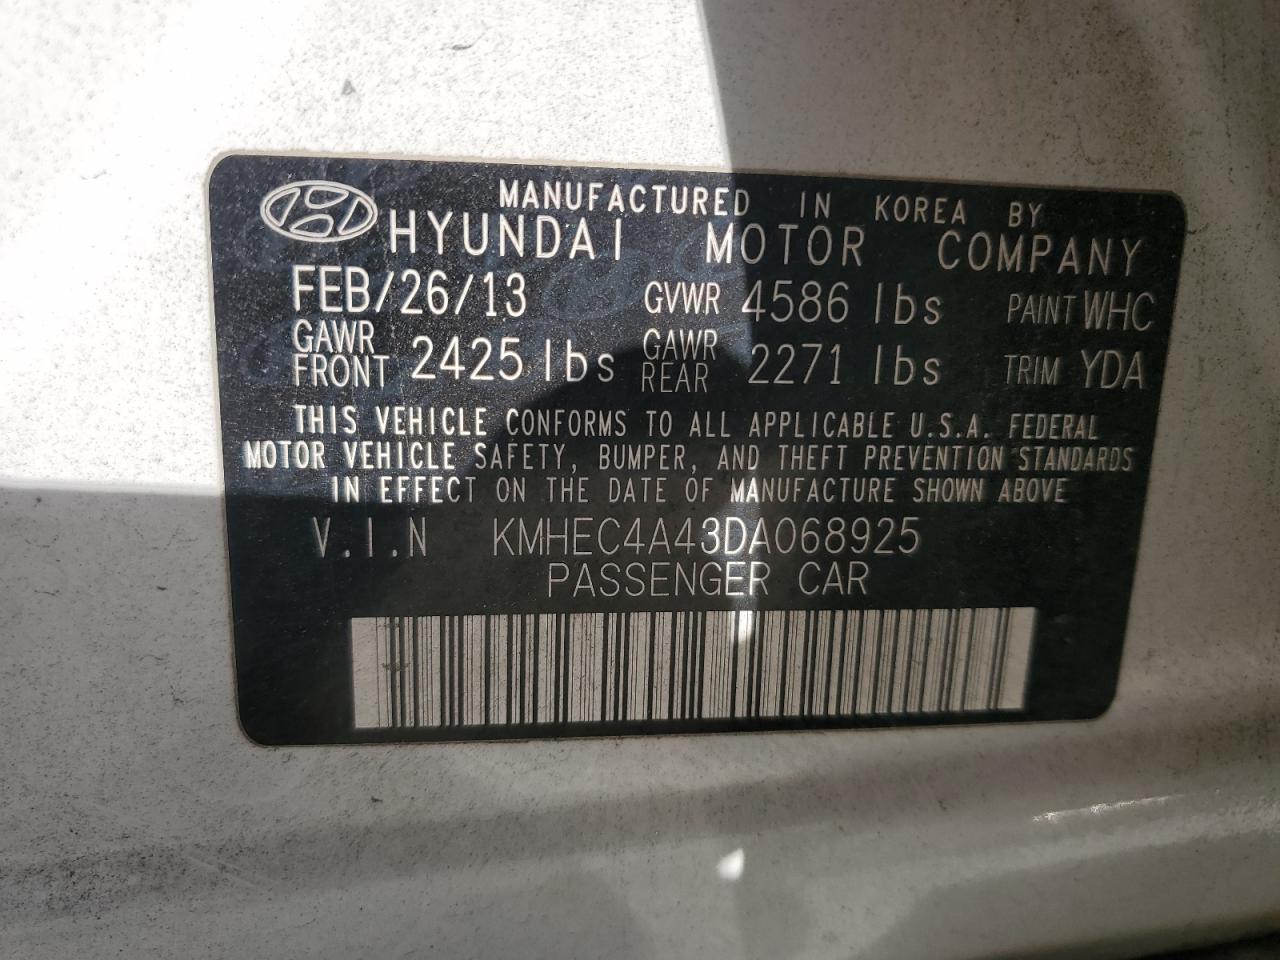 MANUFACTURED IN KOREA BY
HYUNDAI MOTOR COMPANY
FEB/26/13 GVWR 4586 lbs PAINT WHC
GAWR FRONT 2425 lbs GAWR REAR 2271 lbs TRIM YDA
THIS VEHICLE CONFORMS TO ALL APPLICABLE U.S.A. FEDERAL
MOTOR VEHICLE SAFETY, BUMPER, AND THEFT PREVENTION STANDARDS
IN EFFECT ON THE DATE OF MANUFACTURE SHOWN ABOVE
V.I.N KMHEC4A43DA068925
PASSENGER CAR